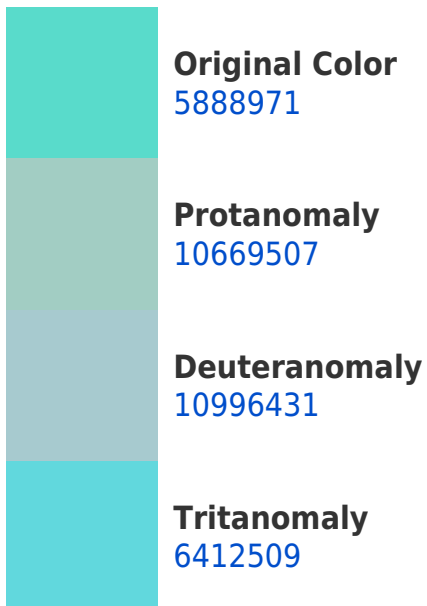 Original Color
5888971
Protanomaly
10669507
Deuteranomaly
10996431
Tritanomaly
6412509